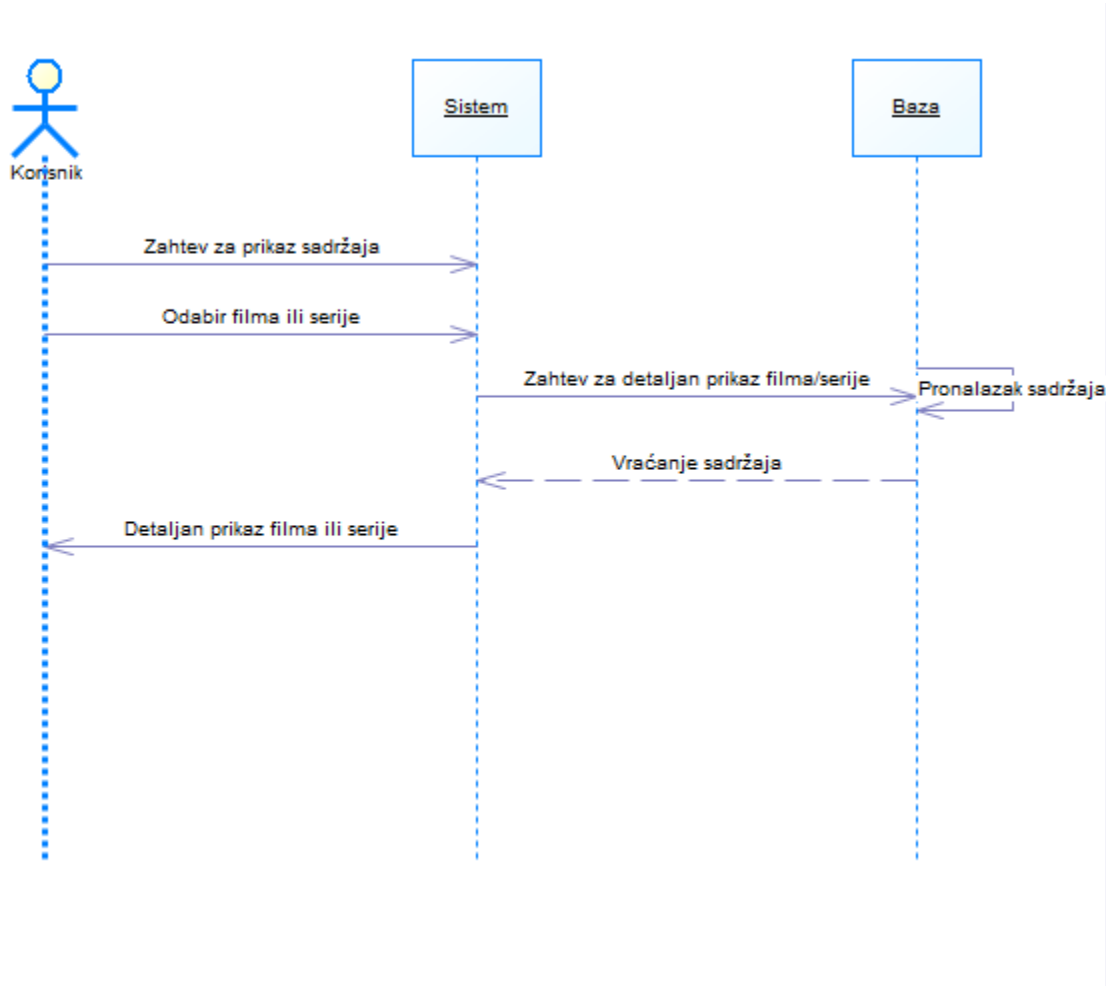 Sistem
Baza
Korisnik
Zahtev za prikaz sadržaja
Odabir filma ili serije
Zahtev za detaljan prikaz filma/serije
Pronalazak sadržaja
Vraćanje sadržaja
Detaljan prikaz filma ili serije